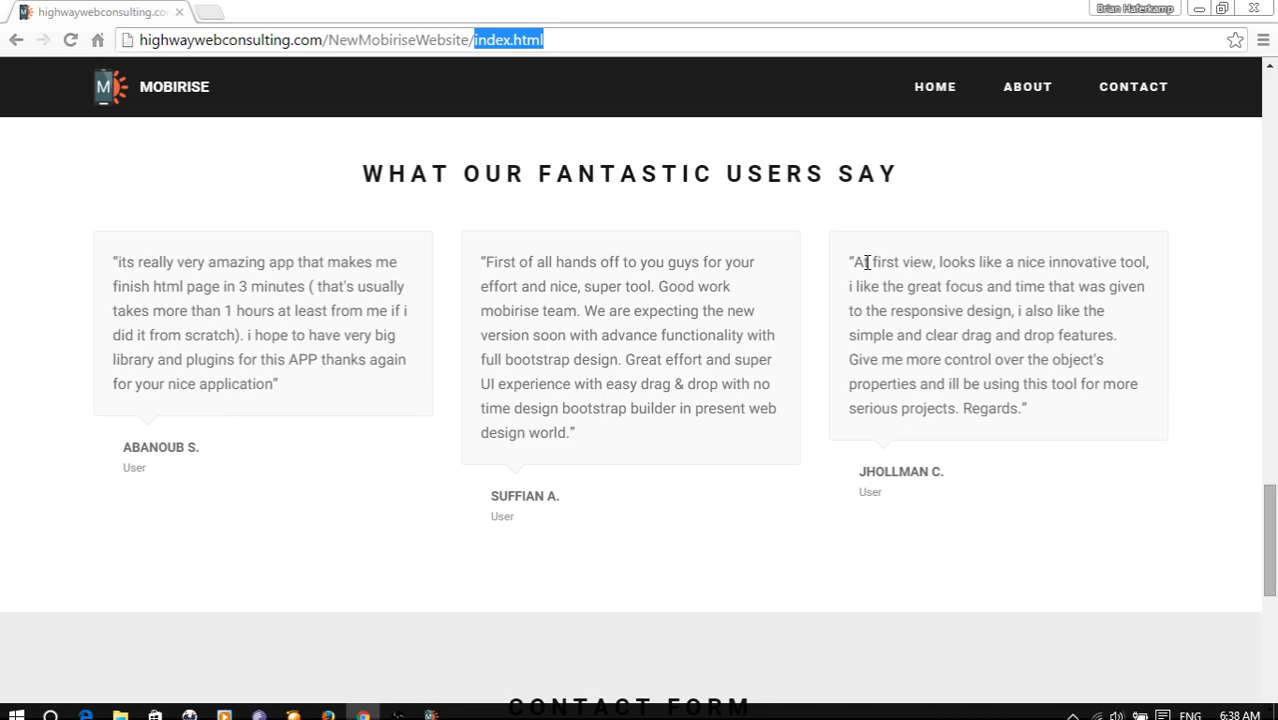 highwaywebconsulting.co
Brian Haferkamp
highwaywebconsulting.com/NewMobiriseWebsite/index.html
M MOBIRISE
HOME ABOUT CONTACT
WHAT OUR FANTASTIC USERS SAY
“its really very amazing app that makes me
finish html page in 3 minutes ( that's usually
takes more than 1 hours at least from me if i
did it from scratch). i hope to have very big
library and plugins for this APP thanks again
for your nice application”
ABANOUB S.
User
“First of all hands off to you guys for your
effort and nice, super tool. Good work
mobirise team. We are expecting the new
version soon with advance functionality with
full bootstrap design. Great effort and super
UI experience with easy drag & drop with no
time design bootstrap builder in present web
design world.”
SUFFIAN A.
User
“At first view, looks like a nice innovative tool,
i like the great focus and time that was given
to the responsive design, i also like the
simple and clear drag and drop features.
Give me more control over the object's
properties and ill be using this tool for more
serious projects. Regards.”
JHOLLMAN C.
User
CONTACT FORM
ENG 6:38 AM